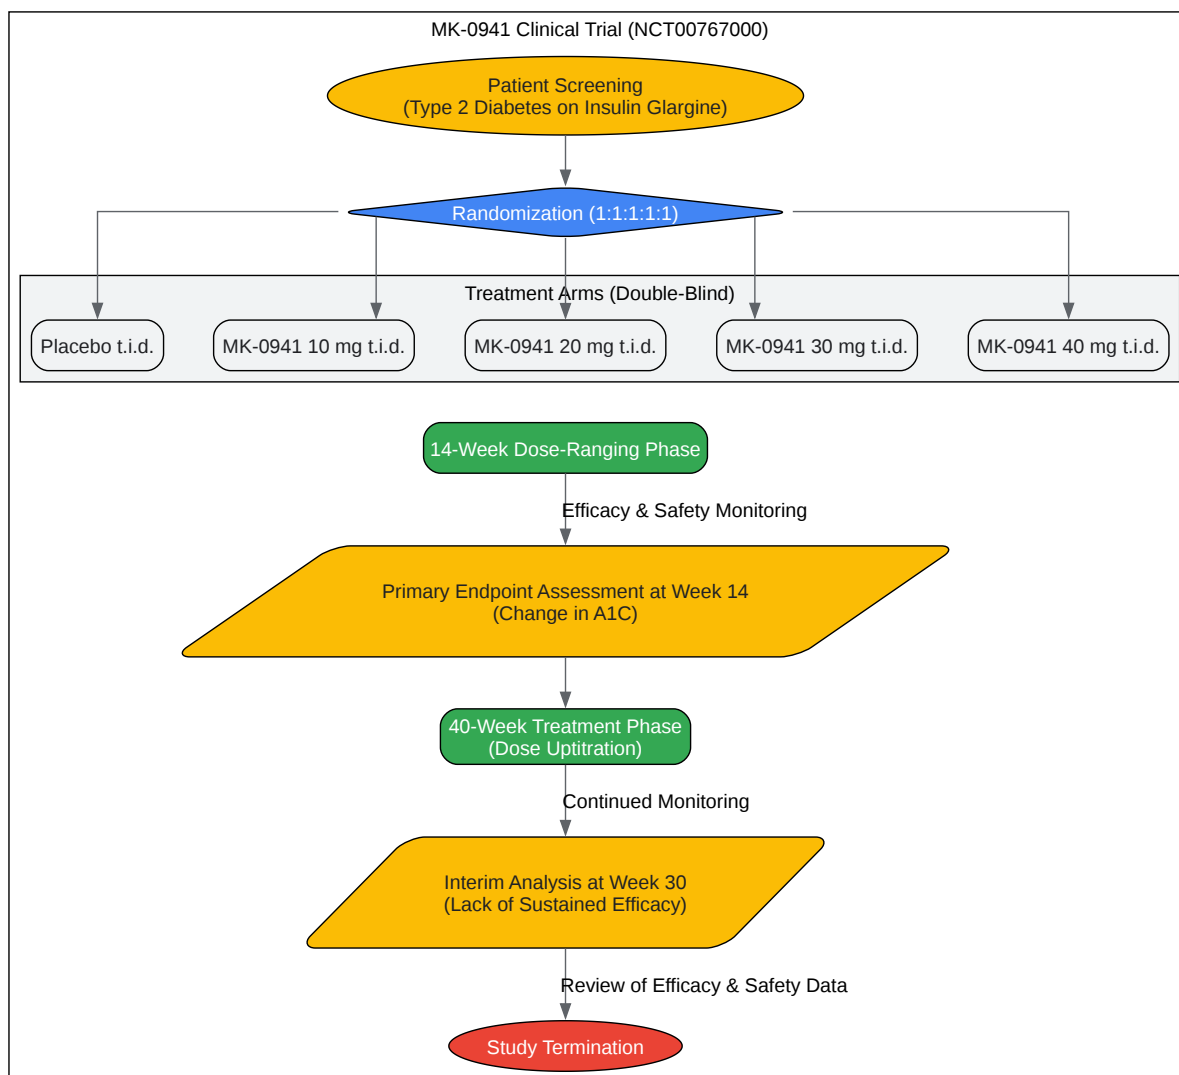 MK-0941 Clinical Trial (NCT00767000)
Patient Screening
(Type 2 Diabetes on Insulin Glargine)
Randomization (1:1:1:1:1)
Treatment Arms (Double-Blind)
Placebo t.i.d.
MK-0941 10 mg t.i.d.
MK-0941 20 mg t.i.d.
MK-0941 30 mg t.i.d.
MK-0941 40 mg t.i.d.
14-Week Dose-Ranging Phase
Efficacy & Safety Monitoring
Primary Endpoint Assessment at Week 14
(Change in A1C)
40-Week Treatment Phase
(Dose Uptitration)
Continued Monitoring
Interim Analysis at Week 30
(Lack of Sustained Efficacy)
Review of Efficacy & Safety Data
Study Termination